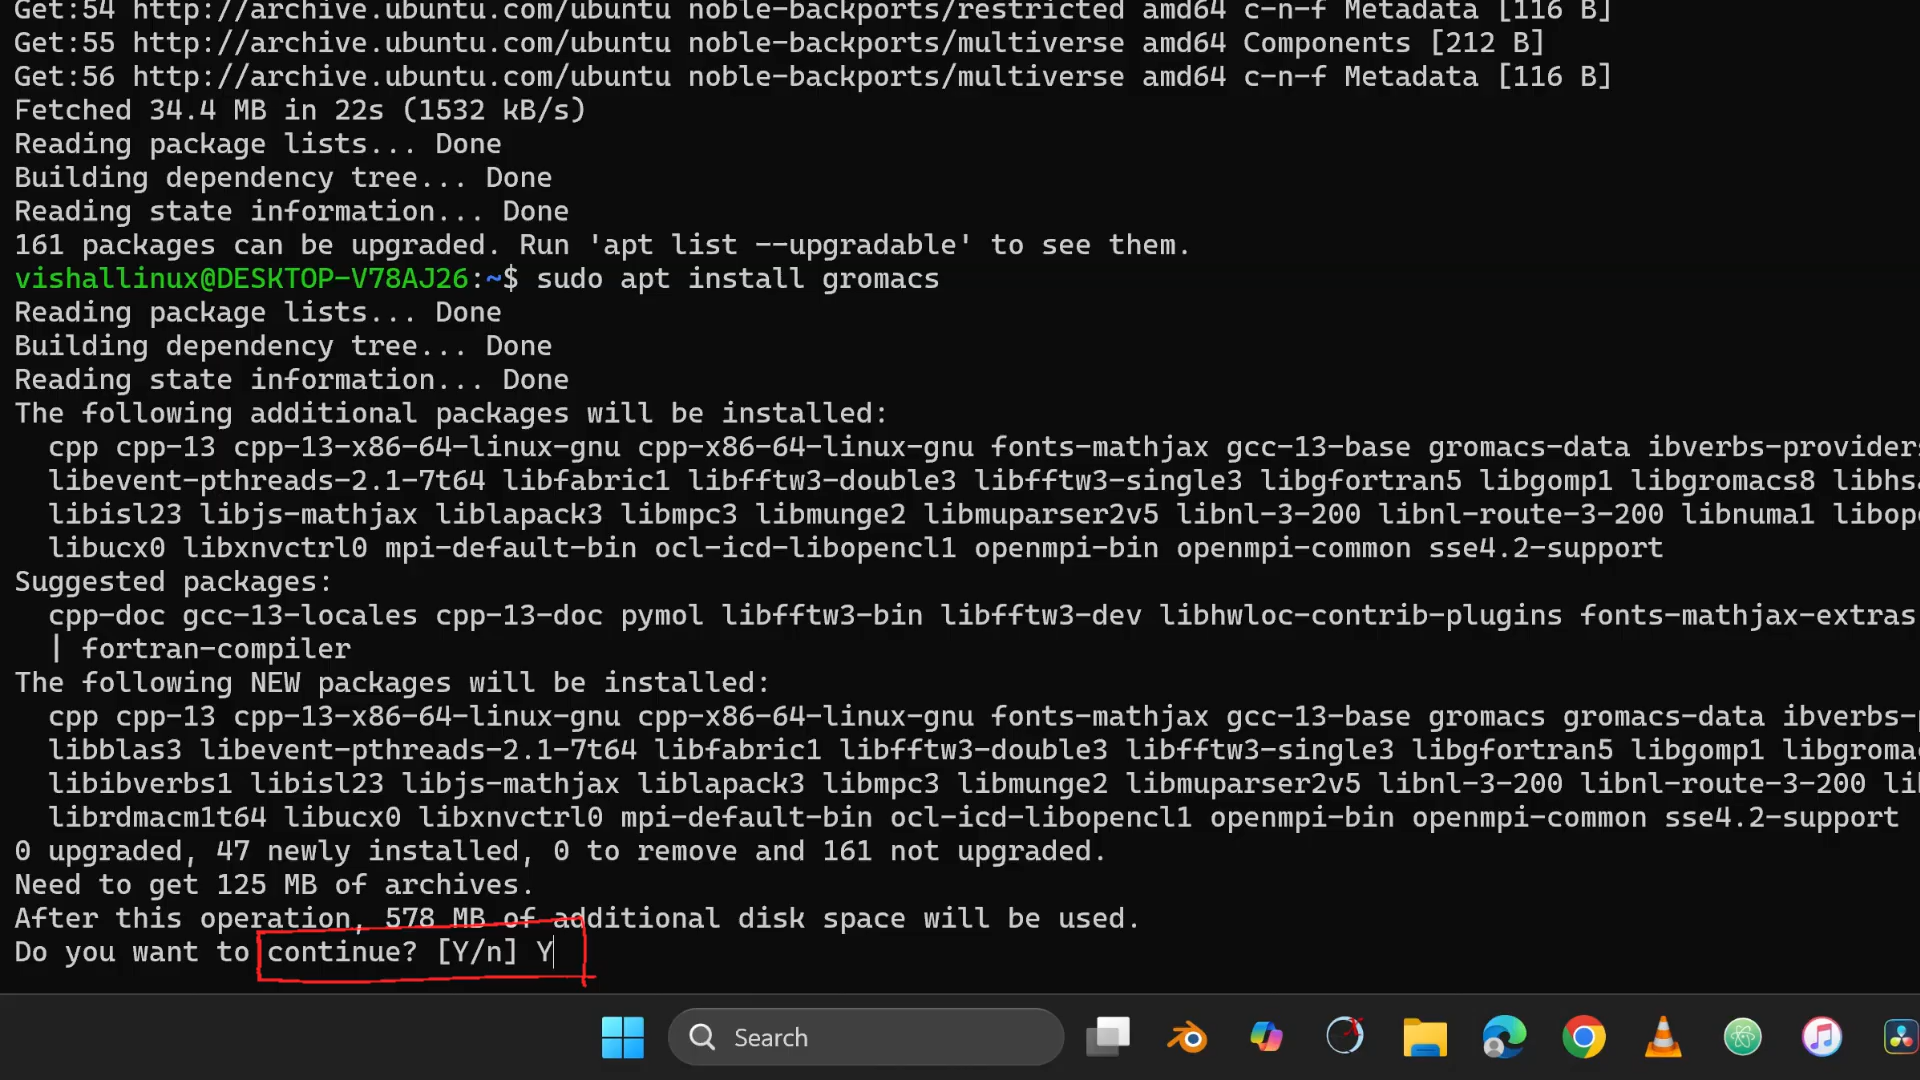 Get:54 http://archive.ubuntu.com/ubuntu noble-backports/restricted amd64 c-n-f Metadata [116 B]
Get:55 http://archive.ubuntu.com/ubuntu noble-backports/multiverse amd64 Components [212 B]
Get:56 http://archive.ubuntu.com/ubuntu noble-backports/multiverse amd64 c-n-f Metadata [116 B]
Fetched 34.4 MB in 22s (1532 kB/s)
Reading package lists... Done
Building dependency tree... Done
Reading state information... Done
161 packages can be upgraded. Run 'apt list --upgradable' to see them.
vishallinux@DESKTOP-V78AJ26:~$ sudo apt install gromacs
Reading package lists... Done
Building dependency tree... Done
Reading state information... Done
The following additional packages will be installed:
cpp cpp-13 cpp-13-x86-64-linux-gnu cpp-x86-64-linux-gnu fonts-mathjax gcc-13-base gromacs-data ibverbs-providers
libevent-pthreads-2.1-7t64 libfabric1 libfftw3-double3 libfftw3-single3 libgfortran5 libgomp1 libgromacs8
libisl23 libjs-mathjax liblapack3 libmpc3 libmunge2 libmuparser2v5 libnl-3-200 libnl-route-3-200 libnuma1
libucx0 libxnvctrl0 mpi-default-bin ocl-icd-libopencl1 openmpi-bin openmpi-common sse4.2-support
Suggested packages:
cpp-doc gcc-13-locales cpp-13-doc pymol libfftw3-bin libfftw3-dev libhwloc-contrib-plugins fonts-mathjax-extras
| fortran-compiler
The following NEW packages will be installed:
cpp cpp-13 cpp-13-x86-64-linux-gnu cpp-x86-64-linux-gnu fonts-mathjax gcc-13-base gromacs gromacs-data
libblas3 libevent-pthreads-2.1-7t64 libfabric1 libfftw3-double3 libfftw3-single3 libgfortran5 libgomp1
libibverbs1 libisl23 libjs-mathjax liblapack3 libmpc3 libmunge2 libmuparser2v5 libnl-3-200 libnl-route-3-200
librdmacm1t64 libucx0 libxnvctrl0 mpi-default-bin ocl-icd-libopencl1 openmpi-bin openmpi-common sse4.2-support
0 upgraded, 47 newly installed, 0 to remove and 161 not upgraded.
Need to get 125 MB of archives.
After this operation, 578 MB of additional disk space will be used.
Do you want to continue? [Y/n] Y
Search